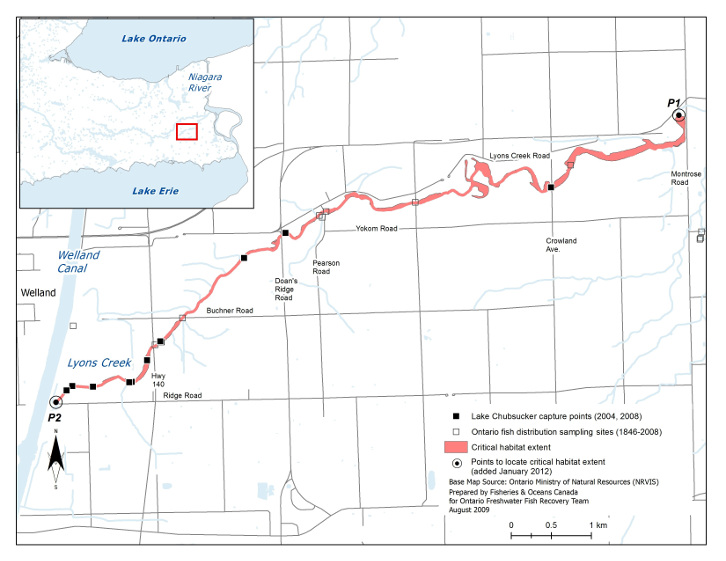 Lake Ontario
Niagara
River
Lake Erie
P1
Lyons Creek Road
Montrose
Road
Yokom Road
Crowland
Ave.
Welland
Canal
Pearson
Road
Doan's
Ridge
Road
Welland
Buchner Road
Lyons Creek
Hwy
140
Ridge Road
P2
N
S
Lake Chubsucker capture points (2004, 2008)
Ontario fish distribution sampling sites (1846-2008)
Critical habitat extent
Points to locate critical habitat extent
(added January 2012)
Base Map Source: Ontario Ministry of Natural Resources (NRVIS)
Prepared by Fisheries & Oceans Canada
for Ontario Freshwater Fish Recovery Team
August 2009
0 0.5 1 km